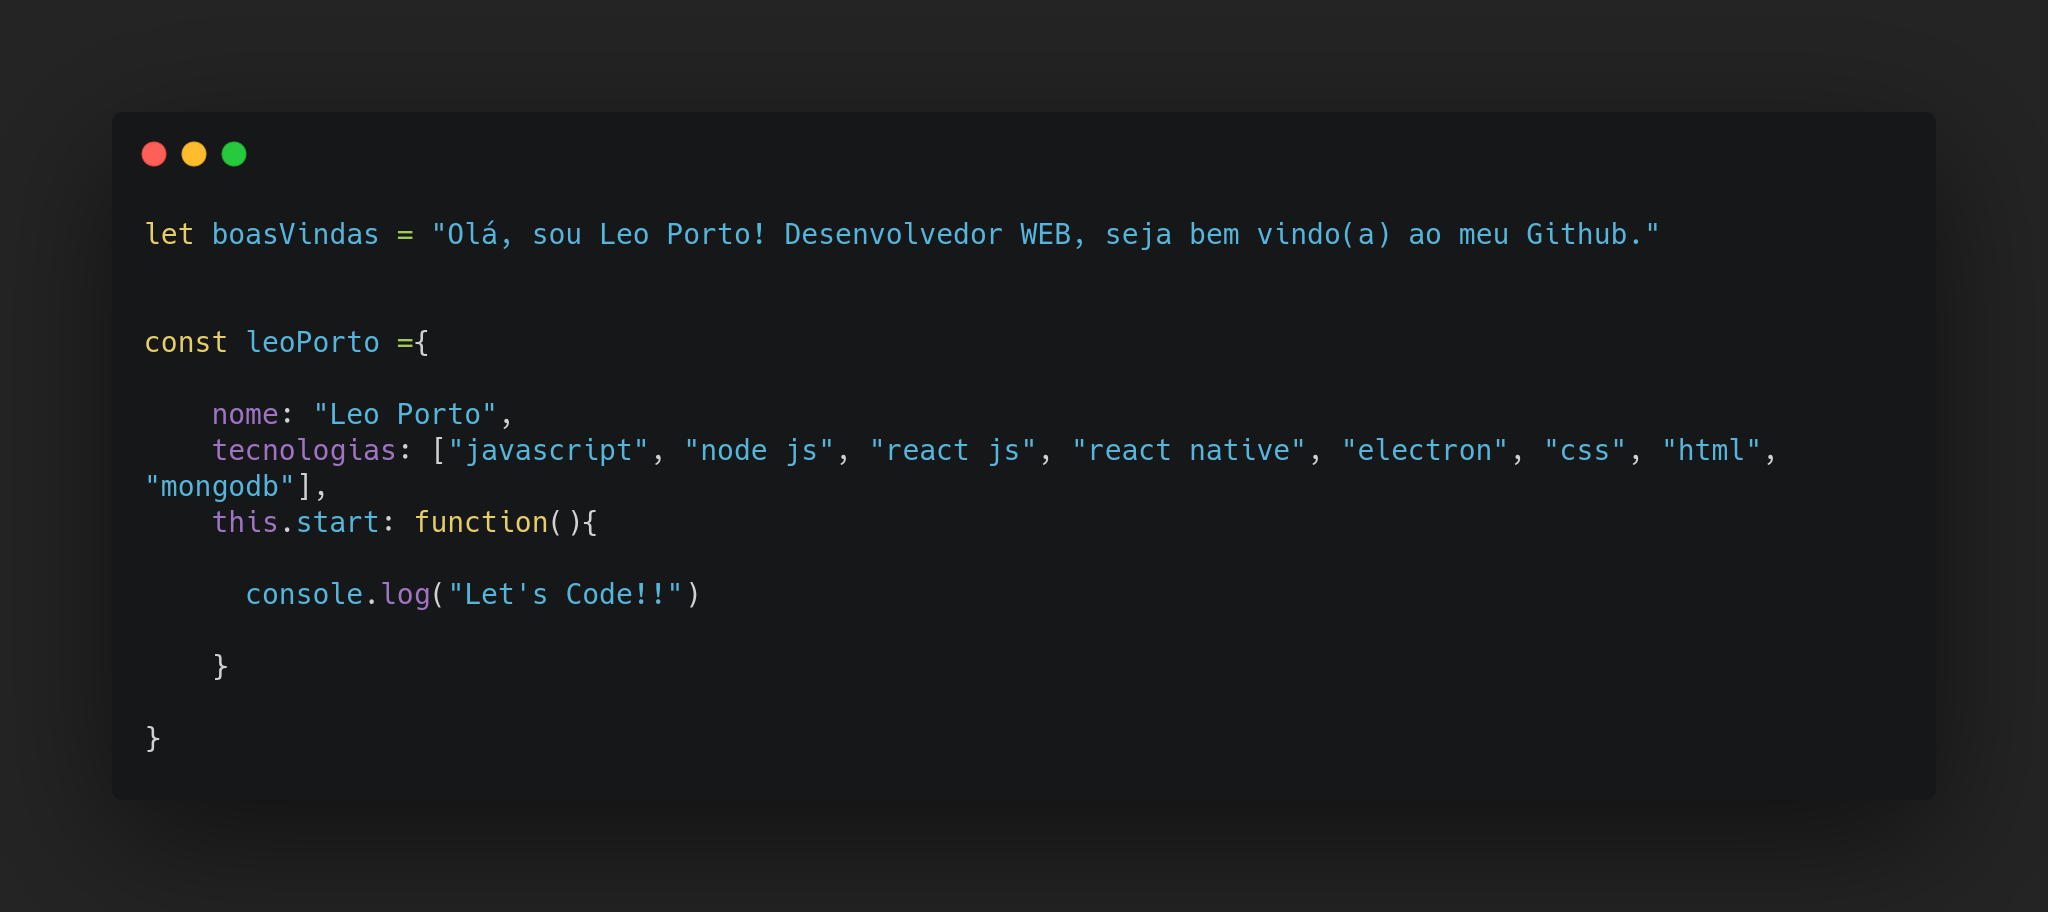 let boasVindas = "Olá, sou Leo Porto! Desenvolvedor WEB, seja bem vindo(a) ao meu Github."
const leoPorto ={
nome: "Leo Porto",
tecnologias: ["javascript", "node js", "react js", "react native", "electron", "css", "html",
"mongodb"],
this.start: function(){
console.log("Let's Code!!")
}
}